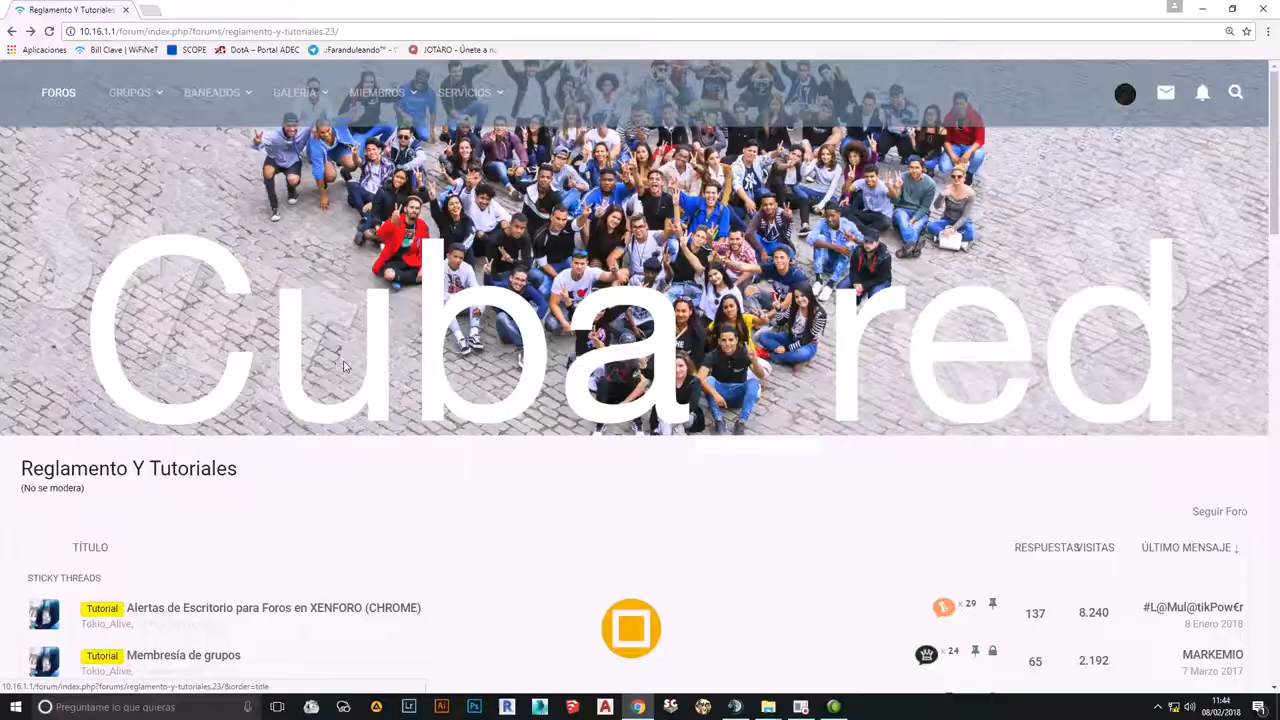 Reglamento Y Tutoriales
10.16.1.1/forum/index.php?forums/reglamento-y-tutoriales.23/
Aplicaciones Bill Clave | WiFiNeT SCOPE DotA – Portal ADEC ¡Faranduleando™ - JOTARO - Únete a nu
FOROS GRUPOS BANEADOS GALERÍA MIEMBROS SERVICIOS
Cuba red
Reglamento Y Tutoriales
(No se modera)
Seguir Foro
TÍTULO RESPUESTAS VISITAS ÚLTIMO MENSAJE ↓
STICKY THREADS
Tutorial Alertas de Escritorio para Foros en XENFORO (CHROME) x 29 137 8.240 #L@Mul@tikPow€r
Tokio_Alive, 8 Enero 2018
Tutorial Membresía de grupos x 24 65 2.192 MARKEMIO
Tokio_Alive, 7 Marzo 2017
10.16.1.1/forum/index.php?forums/reglamento-y-tutoriales.23/&order=title
Pregúntame lo que quieras
11:44
08/02/2018